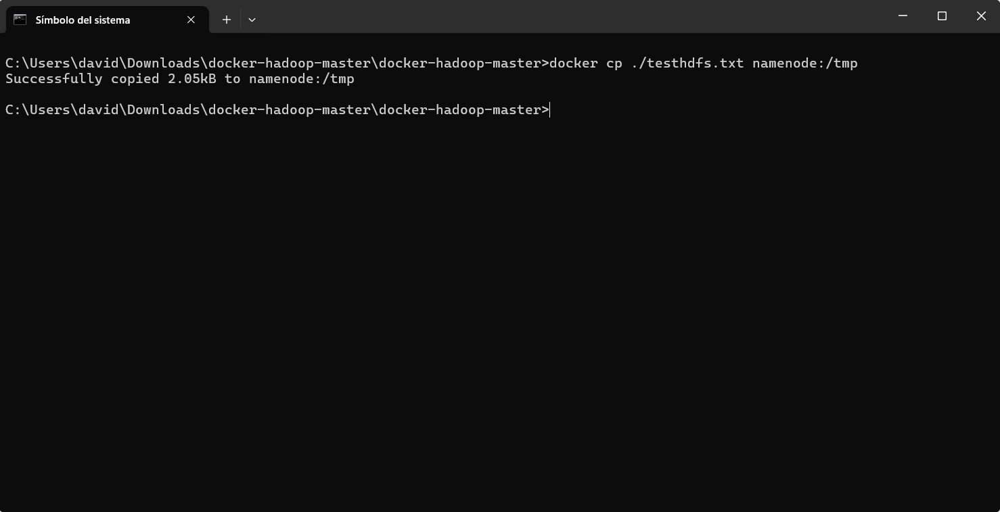 Símbolo del sistema
C:\Users\david\Downloads\docker-hadoop-master\docker-hadoop-master>docker cp ./testhdfs.txt namenode:/tmp
Successfully copied 2.05kB to namenode:/tmp
C:\Users\david\Downloads\docker-hadoop-master\docker-hadoop-master>